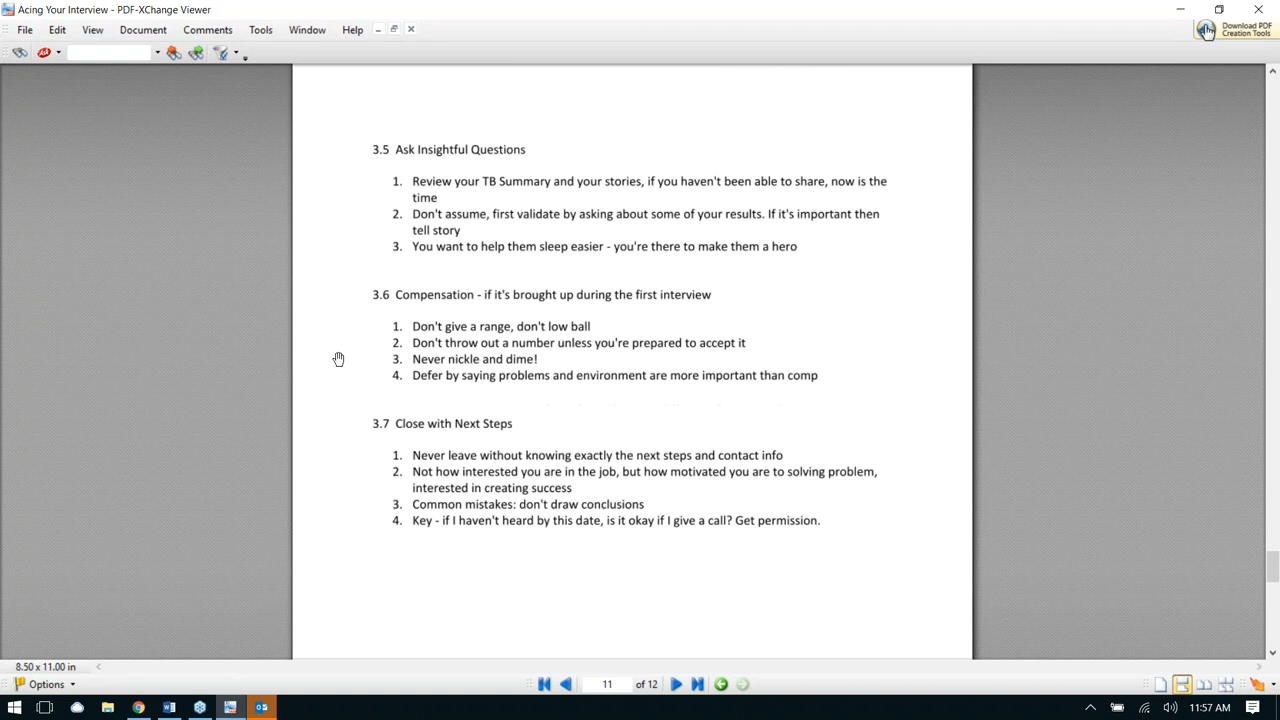 Acing Your Interview - PDF-XChange Viewer
File Edit View Document Comments Tools Window Help
Download PDF
Creation Tools
3.5 Ask Insightful Questions
1. Review your TB Summary and your stories, if you haven't been able to share, now is the
time
2. Don't assume, first validate by asking about some of your results. If it's important then
tell story
3. You want to help them sleep easier - you're there to make them a hero
3.6 Compensation - if it's brought up during the first interview
1. Don't give a range, don't low ball
2. Don't throw out a number unless you're prepared to accept it
3. Never nickle and dime!
4. Defer by saying problems and environment are more important than comp
3.7 Close with Next Steps
1. Never leave without knowing exactly the next steps and contact info
2. Not how interested you are in the job, but how motivated you are to solving problem,
interested in creating success
3. Common mistakes: don't draw conclusions
4. Key - if I haven't heard by this date, is it okay if I give a call? Get permission.
8.50 x 11.00 in
Options 11 of 12
11:57 AM